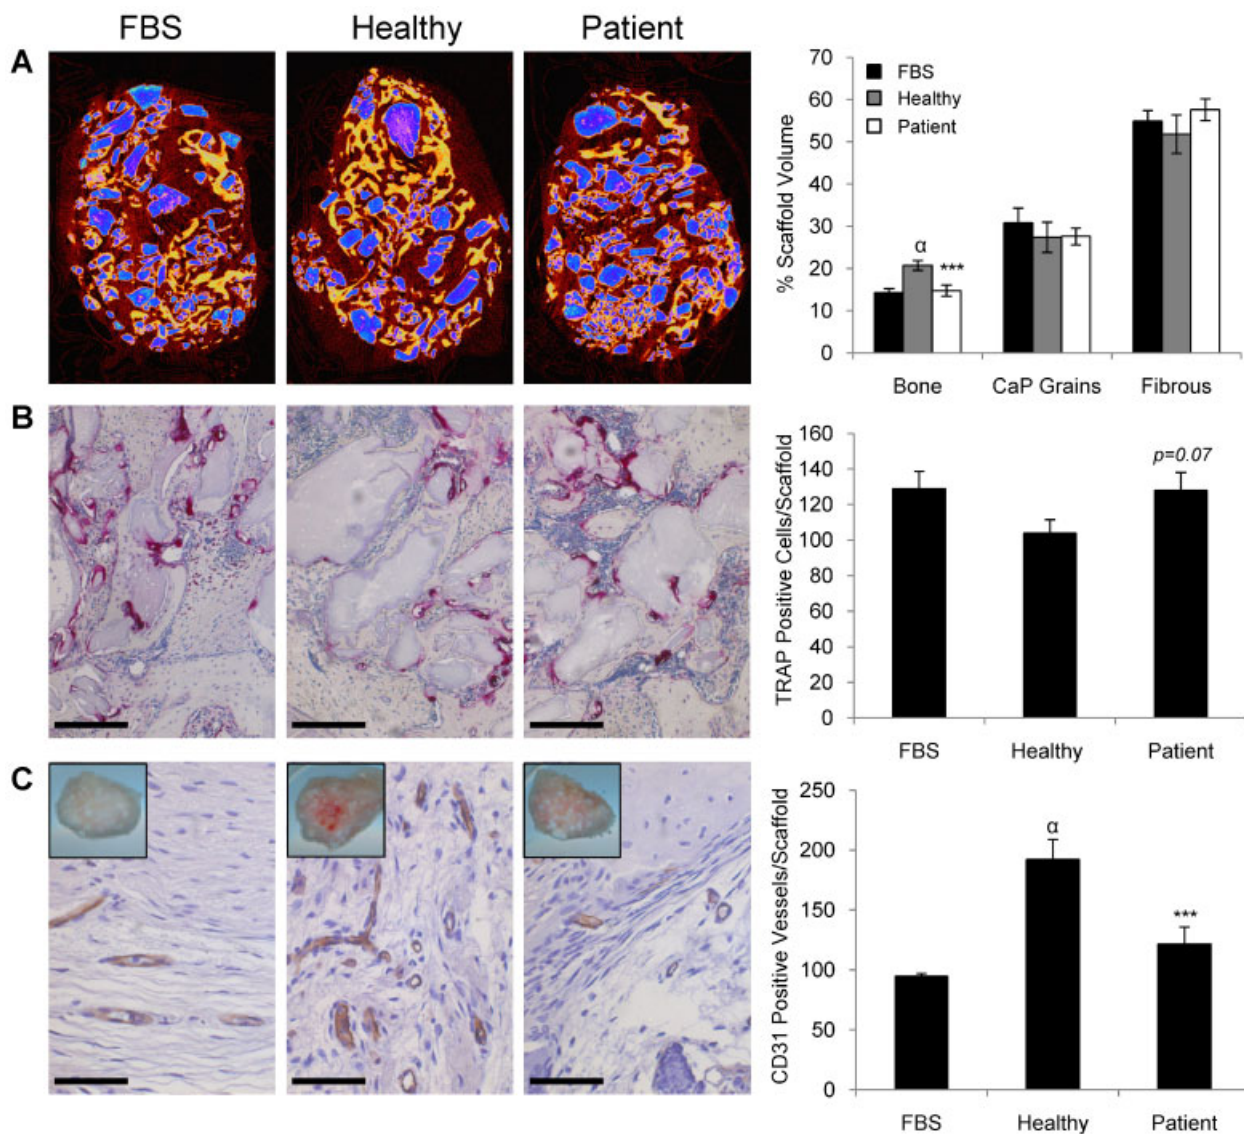 FBS Healthy Patient
A
% Scaffold Volume
70
60
50
40
30
20
10
0
FBS
Healthy
Patient
α
***
Bone CaP Grains Fibrous
B
TRAP Positive Cells/Scaffold
160
140
120
100
80
60
40
20
0
p=0.07
FBS Healthy Patient
C
CD31 Positive Vessels/Scaffold
250
200
150
100
50
0
α
***
FBS Healthy Patient